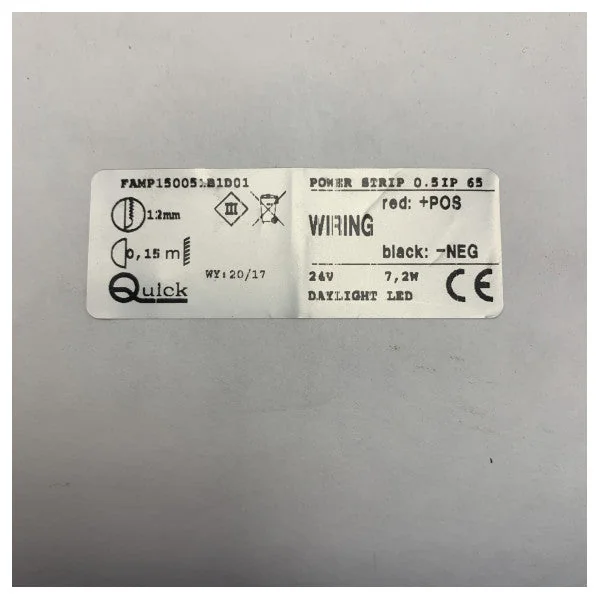 FAMP150051B1D01
12mm
III
0,15 m
WY:20/17
Quick
POWER STRIP 0.5IP 65
red: +POS
WIRING
black: -NEG
24V 7,2W
DAYLIGHT LED
CE